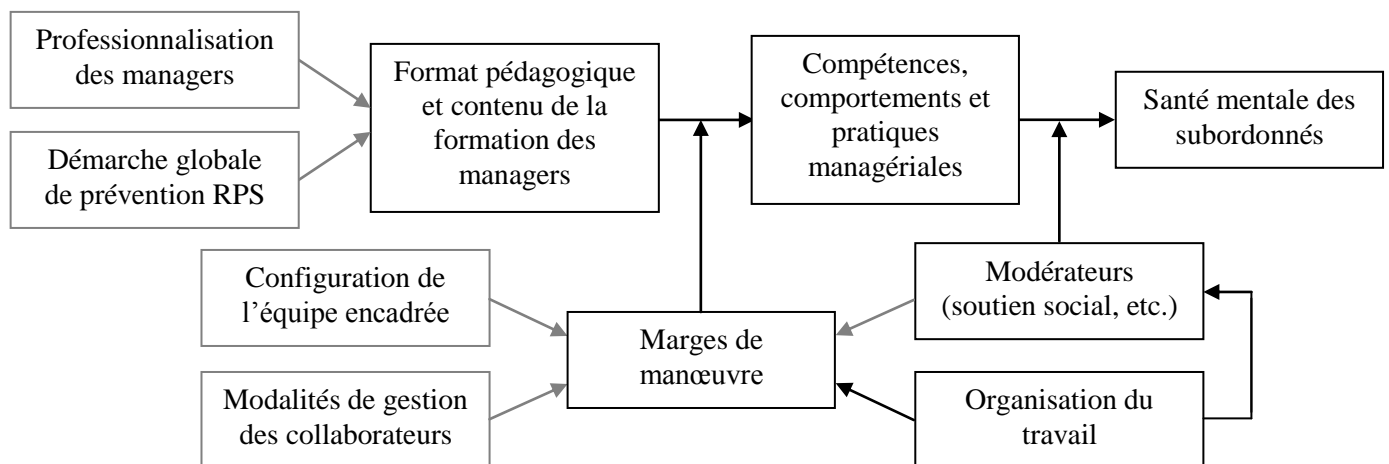 Professionnalisation
des managers
Format pédagogique
et contenu de la
formation des
managers
Compétences,
comportements et
pratiques
managériales
Santé mentale des
subordonnés
Démarche globale
de prévention RPS
Configuration de
l’équipe encadrée
Marges de
manœuvre
Modérateurs
(soutien social, etc.)
Modalités de gestion
des collaborateurs
Organisation du
travail